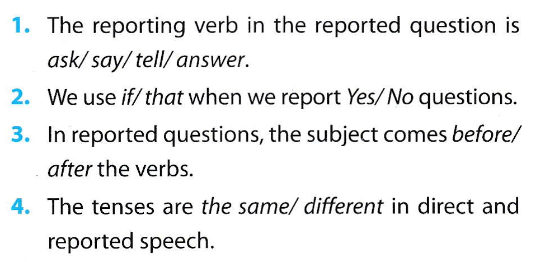 1. The reporting verb in the reported question is
ask/ say/ tell/ answer.
2. We use if/ that when we report Yes/ No questions.
3. In reported questions, the subject comes before/
after the verbs.
4. The tenses are the same/ different in direct and
reported speech.